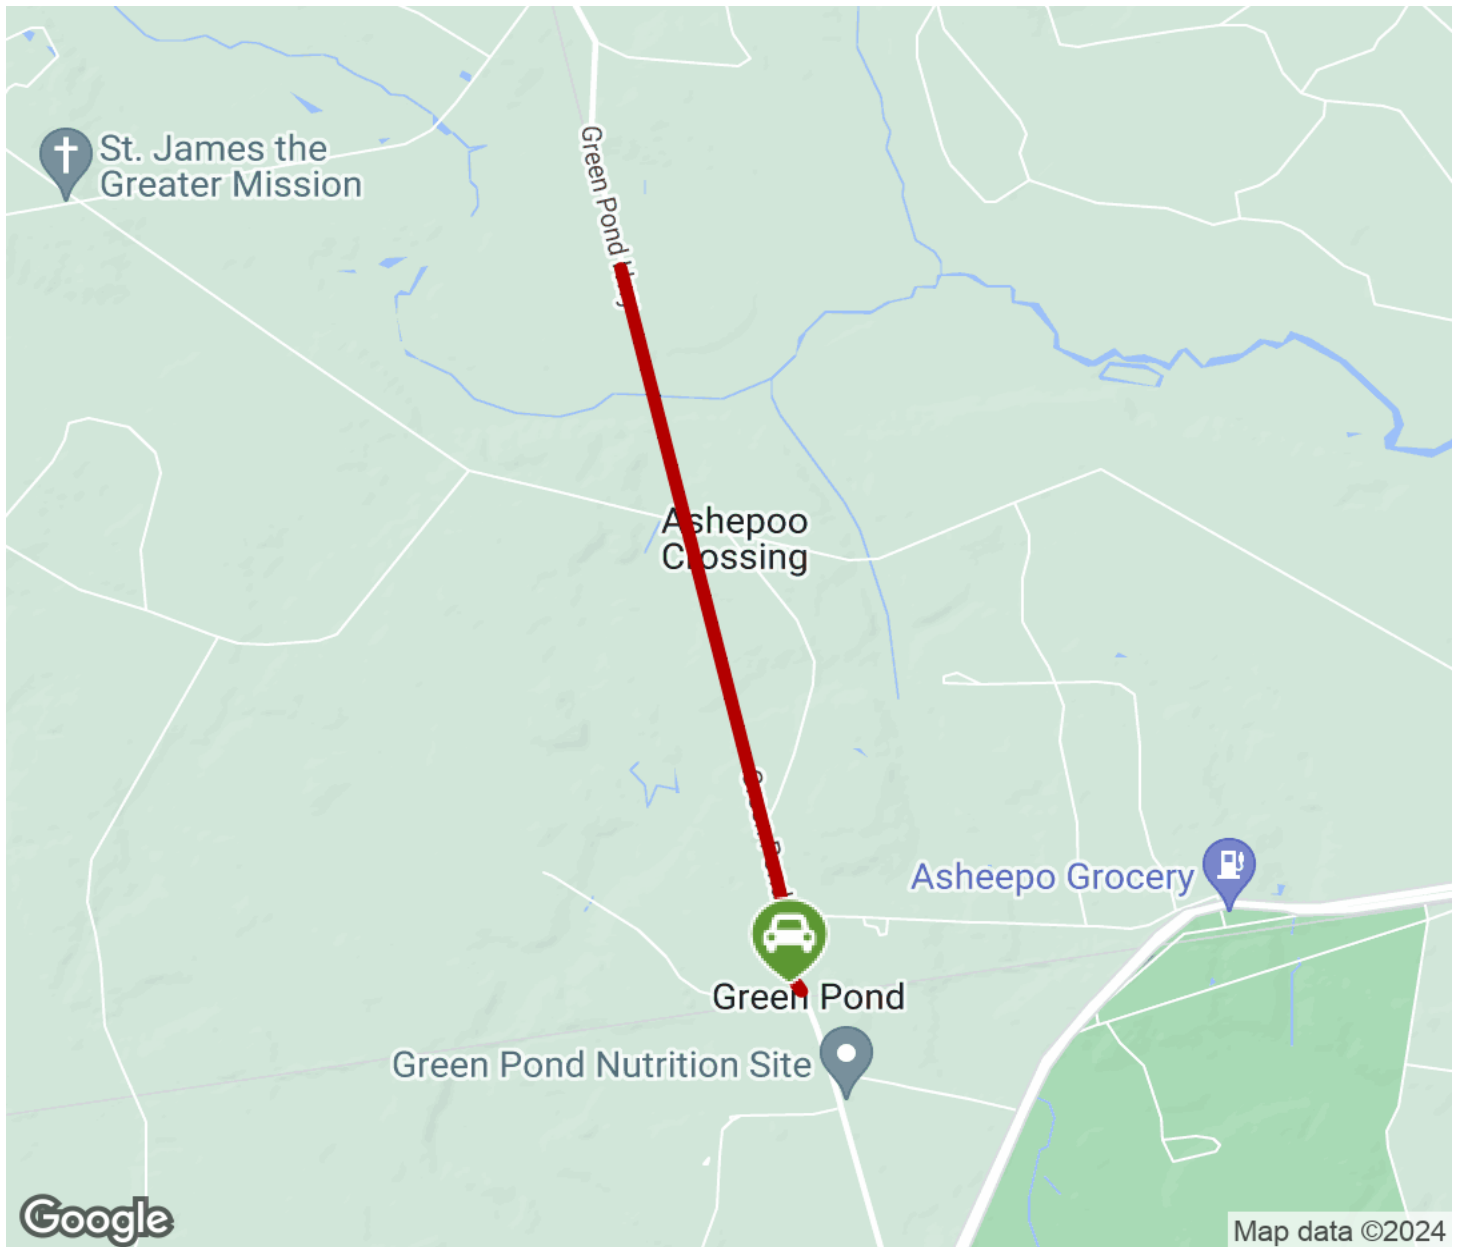 St. James the
Greater Mission
Green Pond
Ashepoo
Crossing
Asheepo Grocery
Green Pond
Green Pond Nutrition Site
Google
Map data ©2024